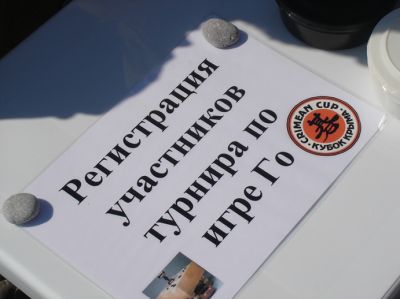 Регистрация
участников
турнира по
игре Го
CRIMEAN CUP
КУБОК КРЫМА